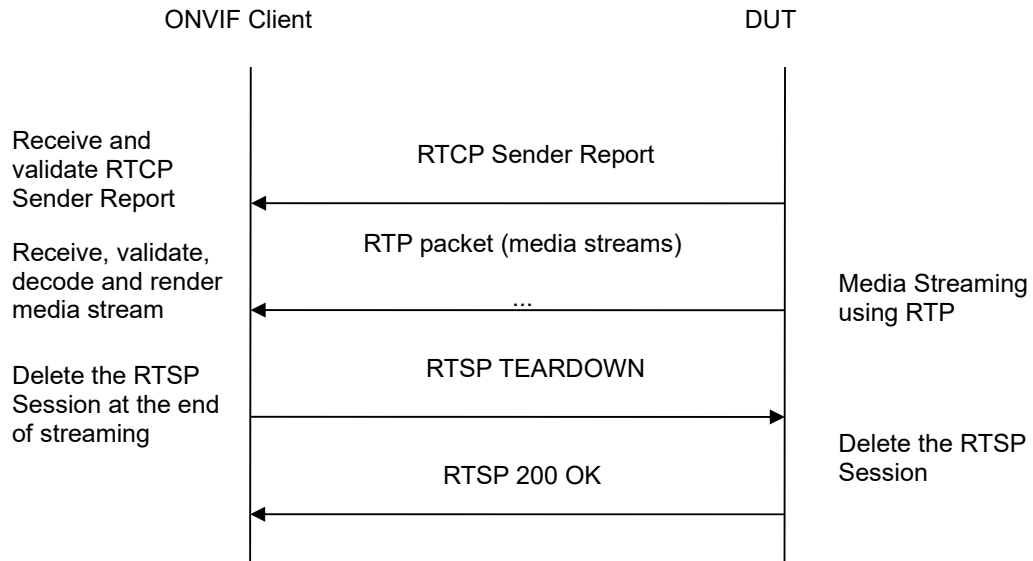 ONVIF Client
DUT
Receive and
validate RTCP
Sender Report
RTCP Sender Report
Receive, validate,
decode and render
media stream
RTP packet (media streams)
...
Media Streaming
using RTP
Delete the RTSP
Session at the end
of streaming
RTSP TEARDOWN
Delete the RTSP
Session
RTSP 200 OK